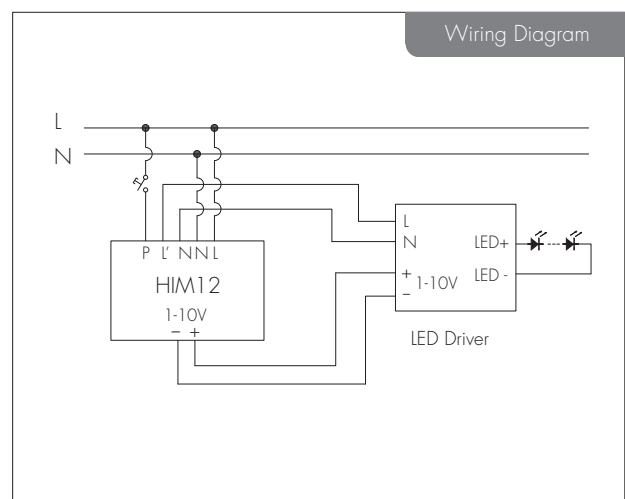 Wiring Diagram
L
N
P L' N N L
HIM12
1-10V
− +
L
N
+
1-10V
−
LED+
LED -
LED Driver